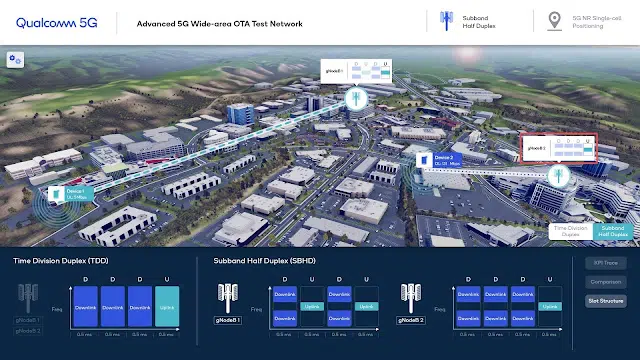 Qualcomm 5G
Advanced 5G Wide-area OTA Test Network
Subband
Half Duplex
5G NR Single-cell
Positioning
gNodeB 1
D D D U
gNodeB 2
D D D U
Device 1
Device 2
Time Division
Duplex
Subband
Half Duplex
Time Division Duplex (TDD)
D D D U
Freq
Downlink Downlink Downlink Uplink
0.5 ms 0.5 ms 0.5 ms 0.5 ms
gNodeB 1
gNodeB 2
Subband Half Duplex (SBHD)
gNodeB 1
D U D U
Freq
Downlink Downlink
Uplink Uplink
Downlink Downlink
0.5 ms 0.5 ms 0.5 ms 0.5 ms
gNodeB 2
D D D U
Freq
Downlink Downlink Downlink
Uplink
Downlink Downlink Downlink
0.5 ms 0.5 ms 0.5 ms 0.5 ms
KPI Trace
Comparison
Slot Structure